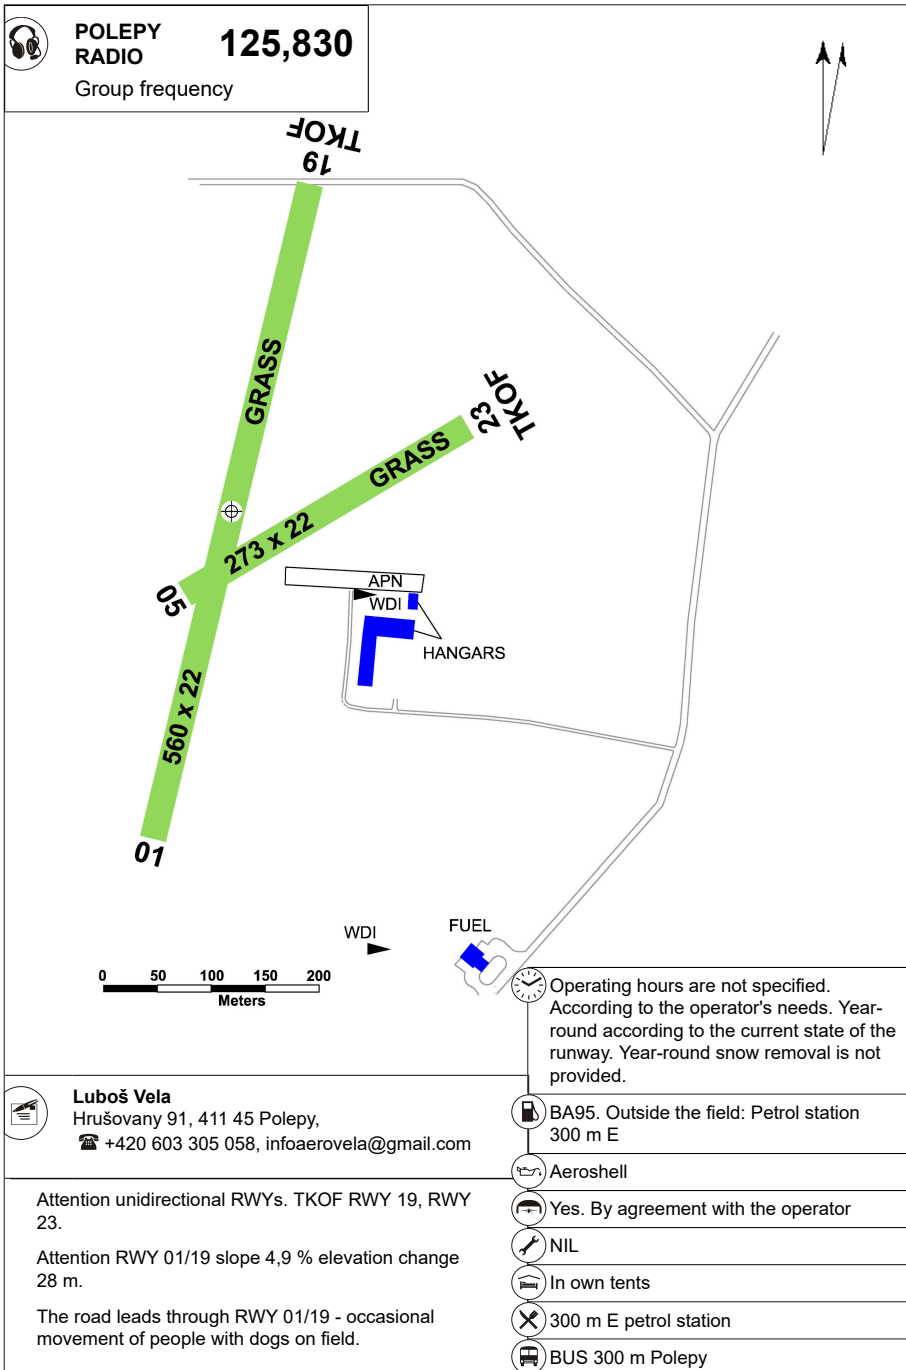 POLEPY
RADIO
125,830
Group frequency
TKOF
19
GRASS
TKOF
23
GRASS
273 x 22
05
APN
WDI
HANGARS
560 x 22
01
WDI
FUEL
0 50 100 150 200
Meters
Operating hours are not specified.
According to the operator's needs. Year-
round according to the current state of the
runway. Year-round snow removal is not
provided.
Luboš Vela
Hrušovany 91, 411 45 Polepy,
☎ +420 603 305 058, infoaerovela@gmail.com
BA95. Outside the field: Petrol station
300 m E
Aeroshell
Attention unidirectional RWYs. TKOF RWY 19, RWY
23.
Attention RWY 01/19 slope 4,9 % elevation change
28 m.
The road leads through RWY 01/19 - occasional
movement of people with dogs on field.
Yes. By agreement with the operator
NIL
In own tents
300 m E petrol station
BUS 300 m Polepy